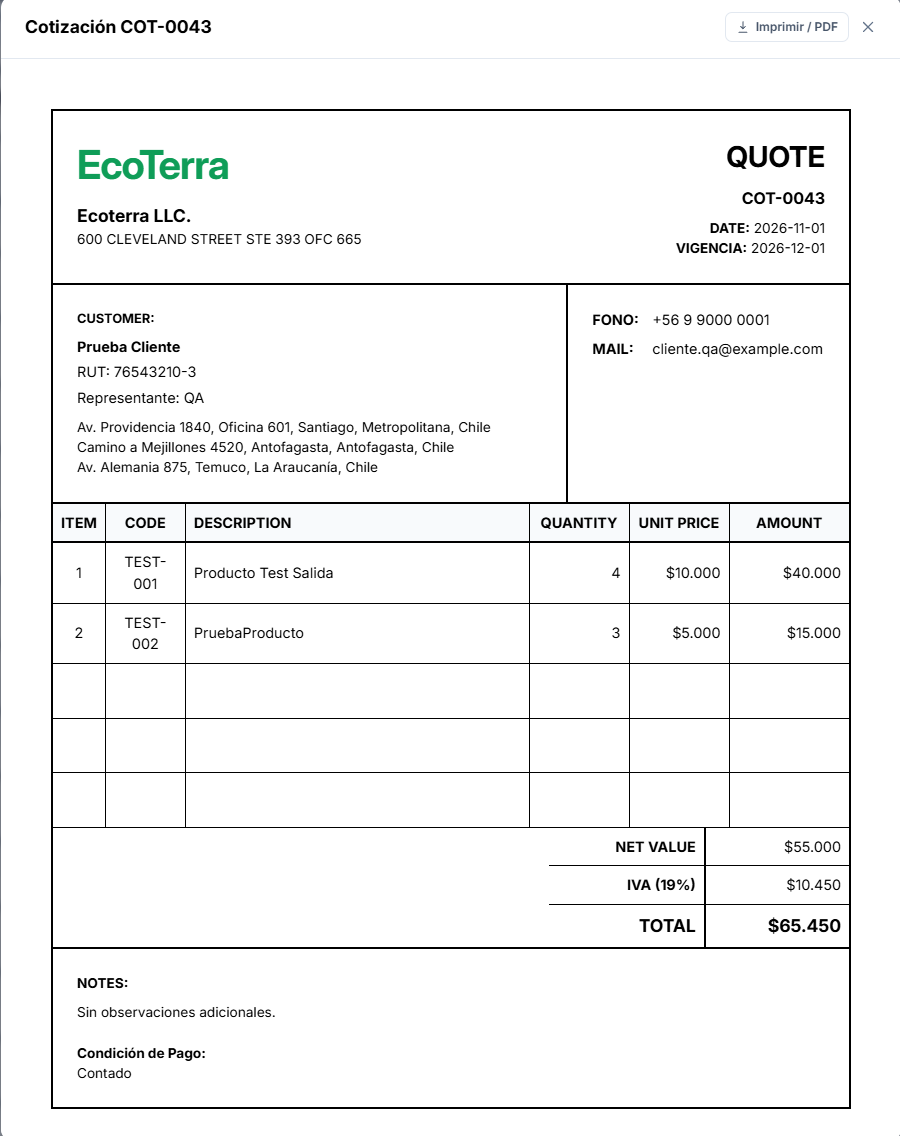 Cotización COT-0043
Imprimir / PDF
EcoTerra
Ecoterra LLC.
600 CLEVELAND STREET STE 393 OFC 665
QUOTE
COT-0043
DATE: 2026-11-01
VIGENCIA: 2026-12-01
CUSTOMER:
Prueba Cliente
RUT: 76543210-3
Representante: QA
Av. Providencia 1840, Oficina 601, Santiago, Metropolitana, Chile
Camino a Mejillones 4520, Antofagasta, Antofagasta, Chile
Av. Alemania 875, Temuco, La Araucanía, Chile
FONO: +56 9 9000 0001
MAIL: cliente.qa@example.com
ITEM CODE DESCRIPTION QUANTITY UNIT PRICE AMOUNT
1 TEST-001 Producto Test Salida 4 $10.000 $40.000
2 TEST-002 PruebaProducto 3 $5.000 $15.000
NET VALUE $55.000
IVA (19%) $10.450
TOTAL $65.450
NOTES:
Sin observaciones adicionales.
Condición de Pago:
Contado